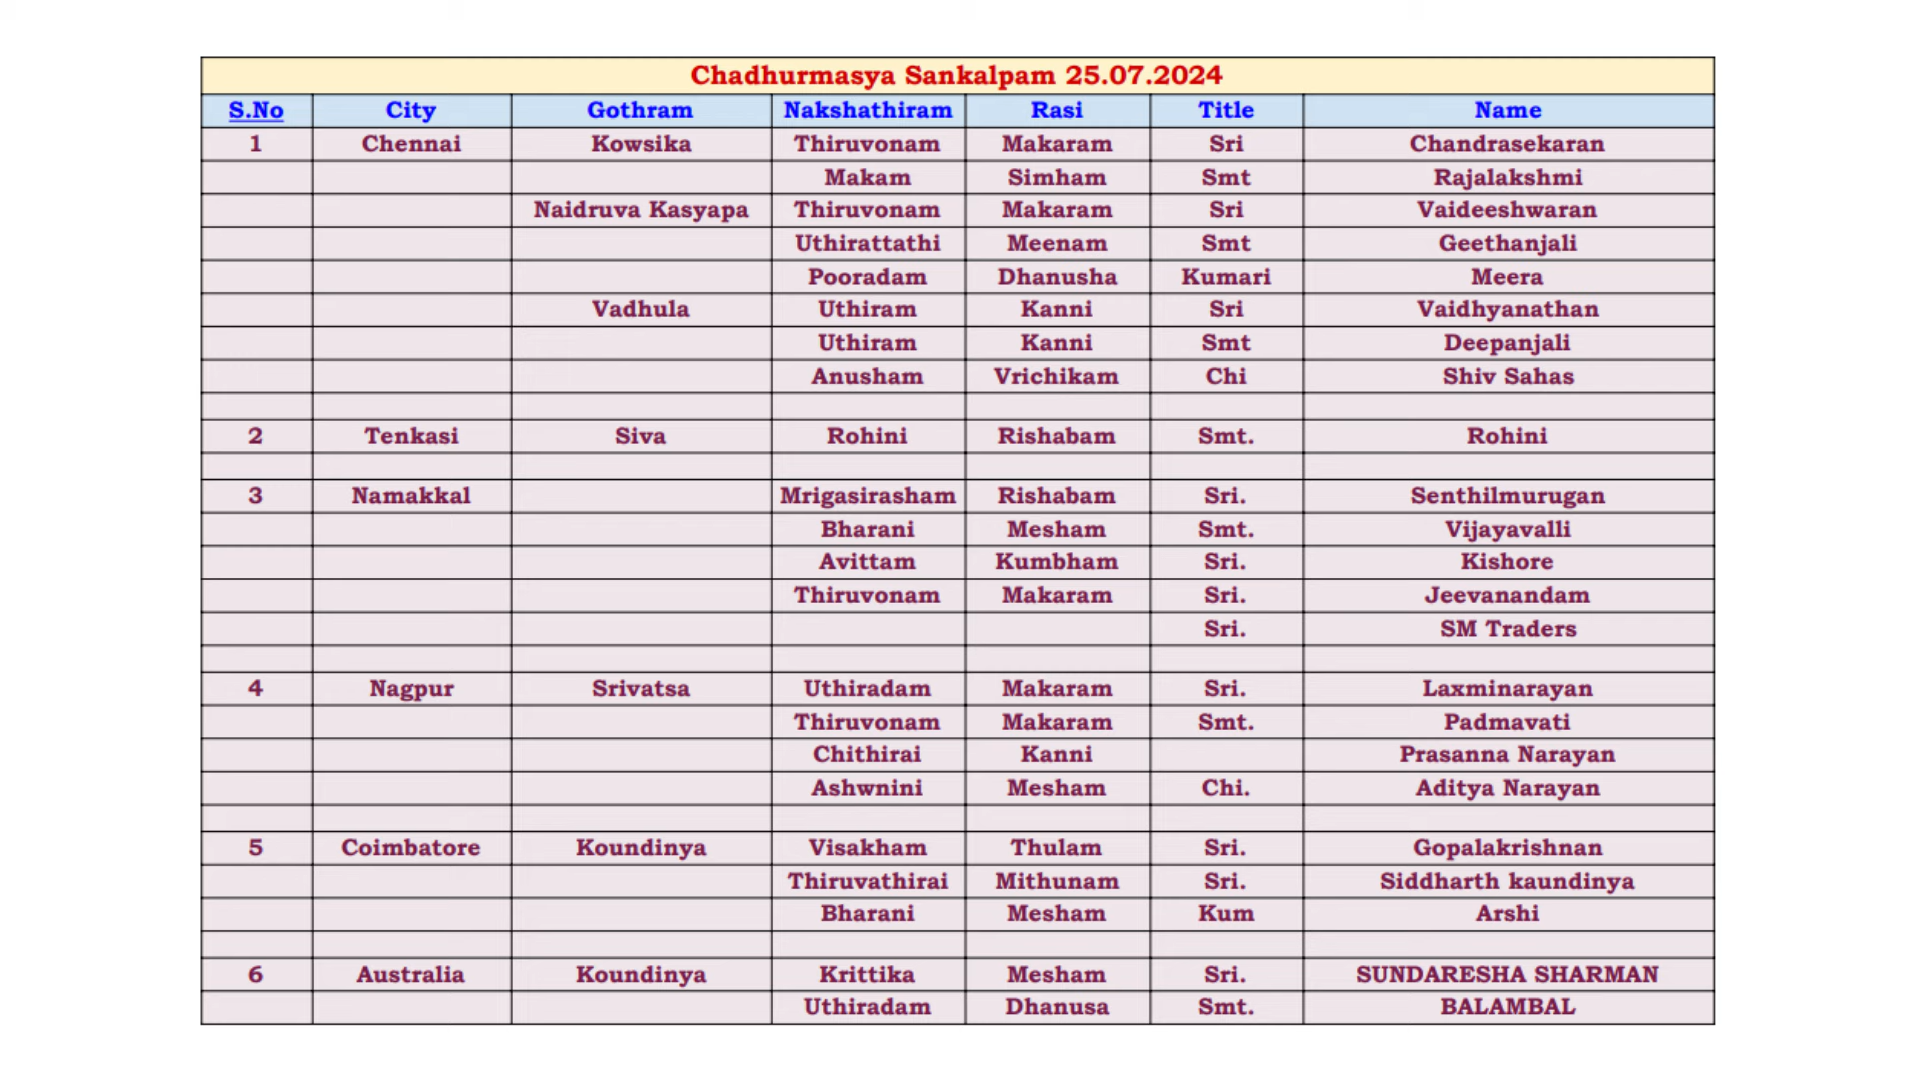 Chadhurmasya Sankalpam 25.07.2024
S.No City Gothram Nakshathiram Rasi Title Name
1 Chennai Kowsika Thiruvonam Makaram Sri Chandrasekaran
Makam Simham Smt Rajalakshmi
Naidruva Kasyapa Thiruvonam Makaram Sri Vaideeshwaran
Uthirattathi Meenam Smt Geethanjali
Pooradam Dhanusha Kumari Meera
Vadhula Uthiram Kanni Sri Vaidhyanathan
Uthiram Kanni Smt Deepanjali
Anusham Vrichikam Chi Shiv Sahas
2 Tenkasi Siva Rohini Rishabam Smt. Rohini
3 Namakkal Mrigasirasham Rishabam Sri. Senthilmurugan
Bharani Mesham Smt. Vijayavalli
Avittam Kumbham Sri. Kishore
Thiruvonam Makaram Sri. Jeevanandam
Sri. SM Traders
4 Nagpur Srivatsa Uthiradam Makaram Sri. Laxminarayan
Thiruvonam Makaram Smt. Padmavati
Chithirai Kanni Prasanna Narayan
Ashwnini Mesham Chi. Aditya Narayan
5 Coimbatore Koundinya Visakham Thulam Sri. Gopalakrishnan
Thiruvathirai Mithunam Sri. Siddharth kaundinya
Bharani Mesham Kum Arshi
6 Australia Koundinya Krittika Mesham Sri. SUNDARESHA SHARMAN
Uthiradam Dhanusa Smt. BALAMBAL